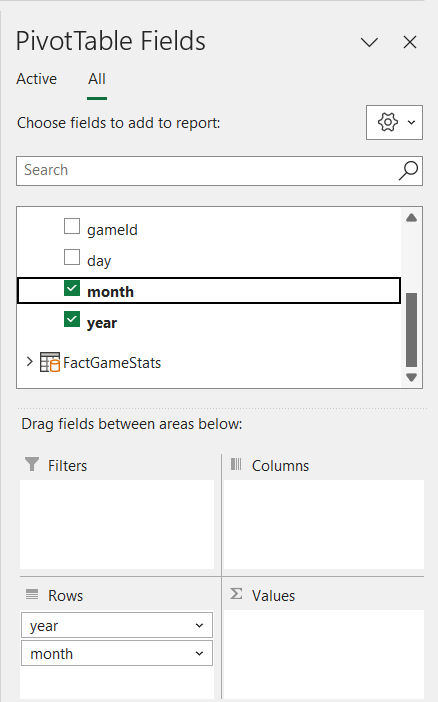 PivotTable Fields
Active All
Choose fields to add to report:
Search
gameId
day
month
year
FactGameStats
Drag fields between areas below:
Filters
Columns
Rows
Values
year
month